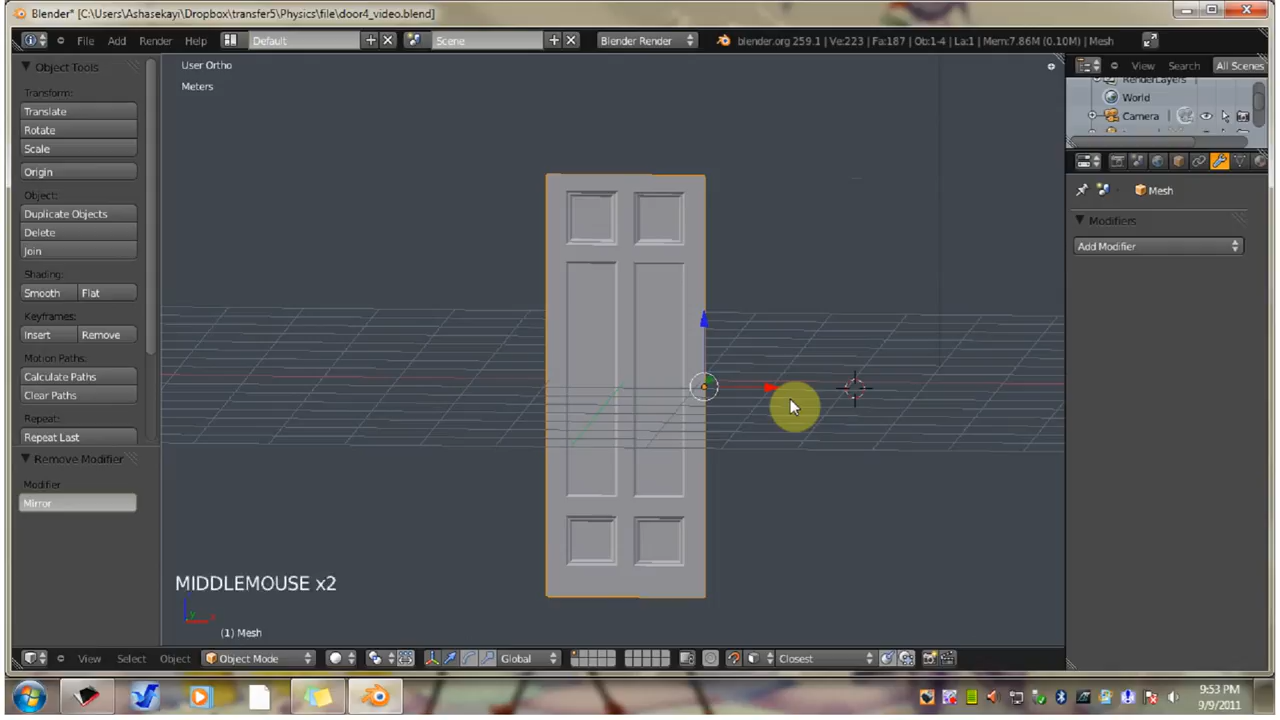 Blender* [C:\Users\Ashasekayi\Dropbox\transfer5\Physics\file\door4_video.blend]
File Add Render Help Default Scene Blender Render blender.org 259.1 | Ve:223 | Fa:187 | Ob:1-4 | La:1 | Mem:7.86M (0.10M) | Mesh
Object Tools
Transform:
Translate
Rotate
Scale
Origin
Object:
Duplicate Objects
Delete
Join
Shading:
Smooth Flat
Keyframes:
Insert Remove
Motion Paths:
Calculate Paths
Clear Paths
Repeat:
Repeat Last
Remove Modifier
Modifier
Mirror
User Ortho
Meters
MIDDLEMOUSE x2
(1) Mesh
View Search All Scenes
RenderLayers
World
Camera
Mesh
Modifiers
Add Modifier
View Select Object Object Mode Global Closest
9:53 PM
9/9/2011